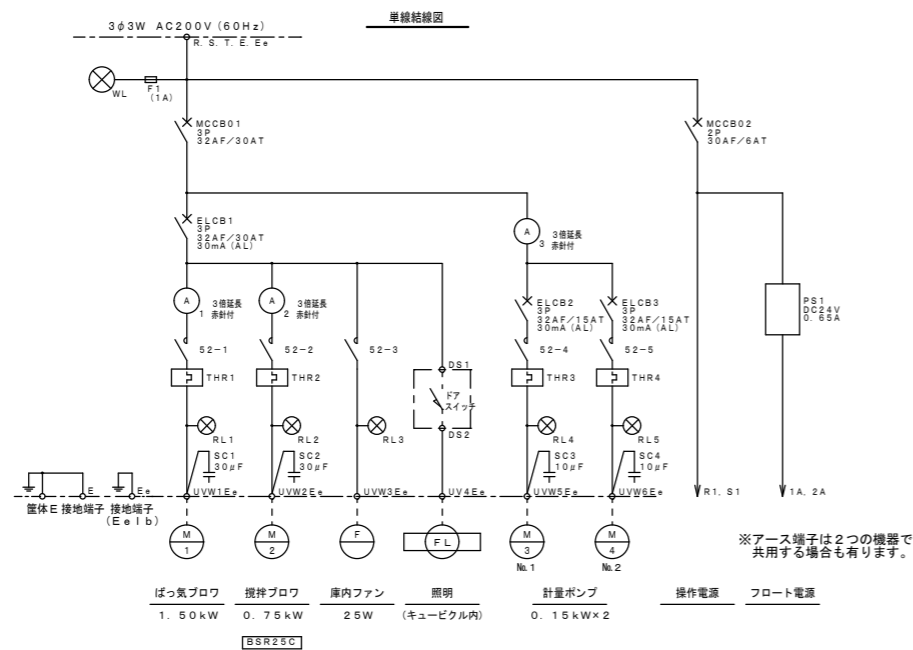 単線結線図
3φ3W AC200V(60Hz)
R.S.T.E.Ee
WL
F1
(1A)
MCCB01
3P
32AF/30AT
MCCB02
2P
30AF/6AT
ELCB1
3P
32AF/30AT
30mA(AL)
A
3
3倍延長
赤針付
A
1
3倍延長
赤針付
A
2
3倍延長
赤針付
ELCB2
3P
32AF/15AT
30mA(AL)
ELCB3
3P
32AF/15AT
30mA(AL)
PS1
DC24V
0.65A
52-1
52-2
52-3
52-4
52-5
DS1
THR1
THR2
THR3
THR4
ドア
スイッチ
DS2
RL1
RL2
RL3
RL4
RL5
SC1
30μF
SC2
30μF
SC3
10μF
SC4
10μF
E
Ee
UVW1Ee
UVW2Ee
UVW3Ee
UV4Ee
UVW5Ee
UVW6Ee
R1.S1
1A.2A
筐体E 接地端子
接地端子
(Eelb)
M
1
M
2
F
FL
M
3
M
4
No.1
No.2
※アース端子は2つの機器で
共用する場合も有ります。
ばっ気ブロワ
撹拌ブロワ
庫内ファン
照明
計量ポンプ
操作電源
フロート電源
1.50kW
0.75kW
25W
(キュービクル内)
0.15kW×2
BSR25C